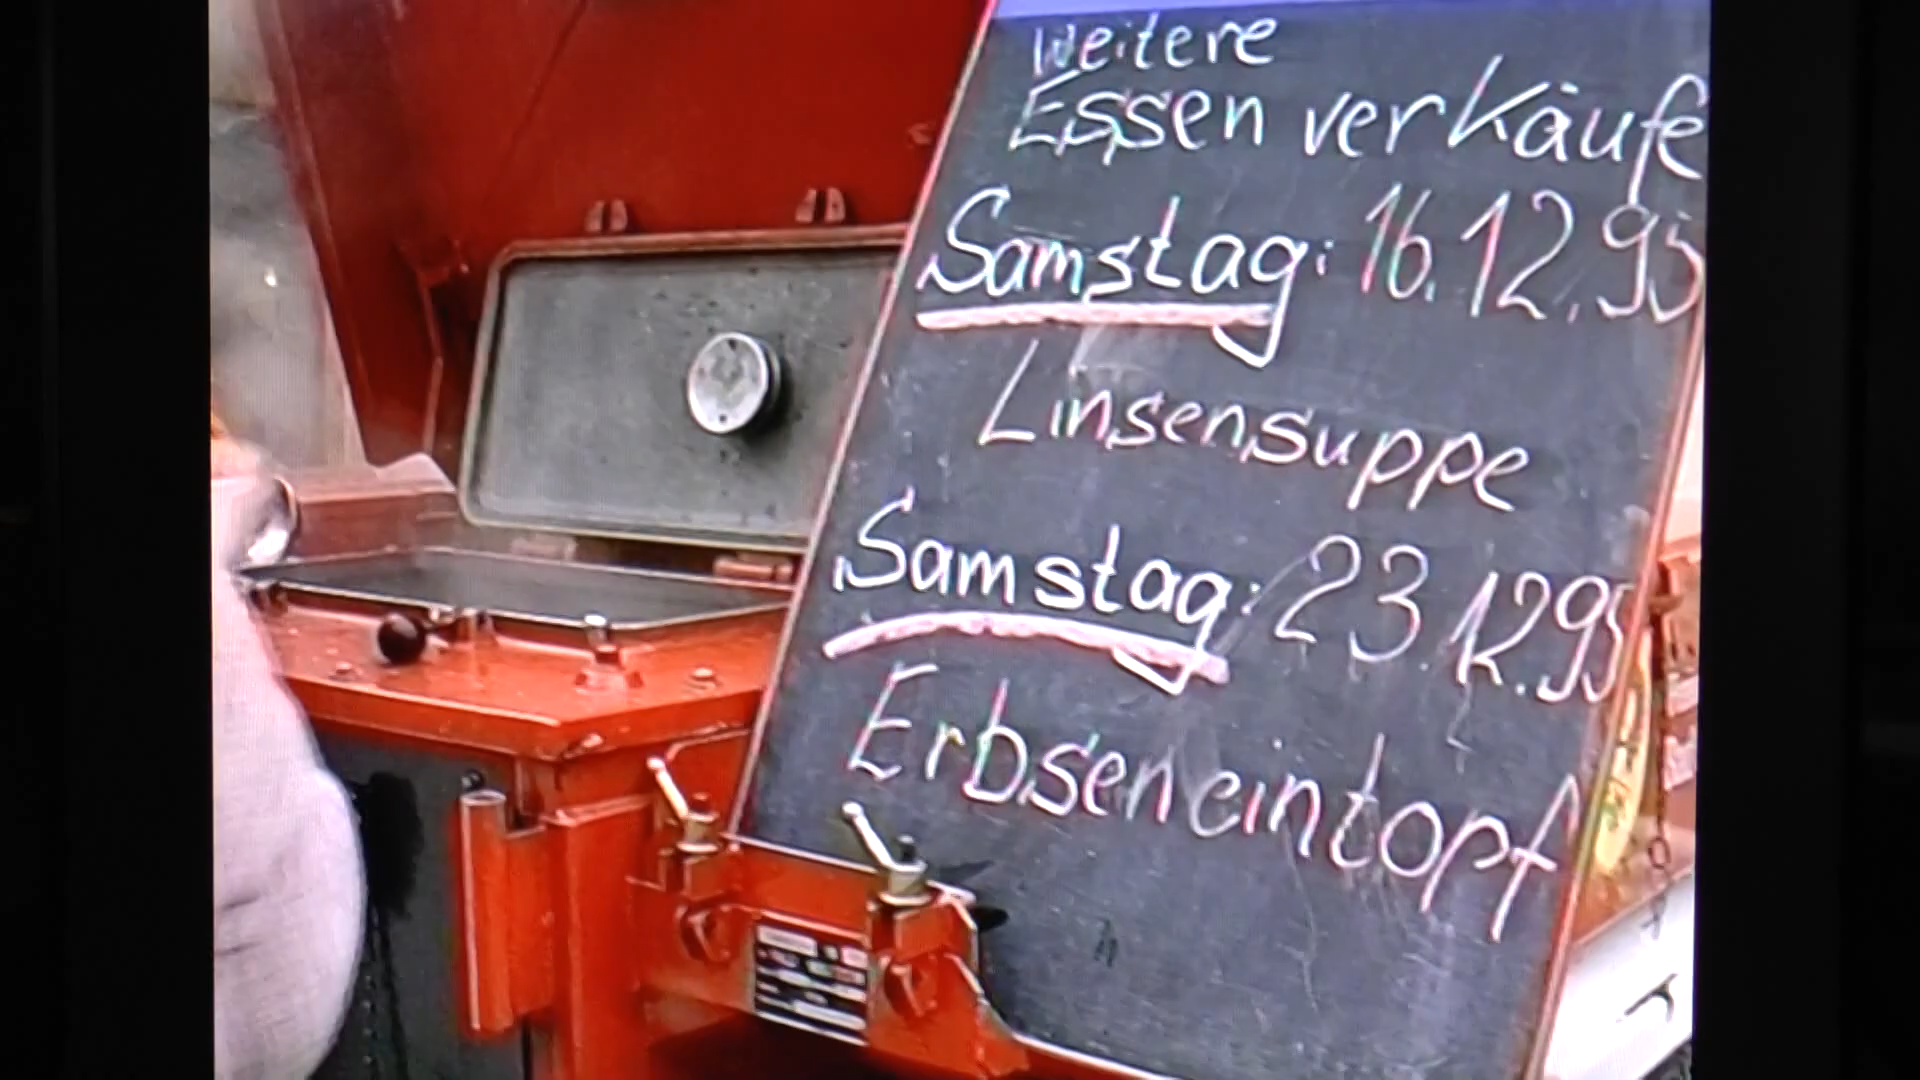 Weitere
Essen verkäufe
Samstag: 16.12.95
Linsensuppe
Samstag: 23.12.95
Erbseneintopf